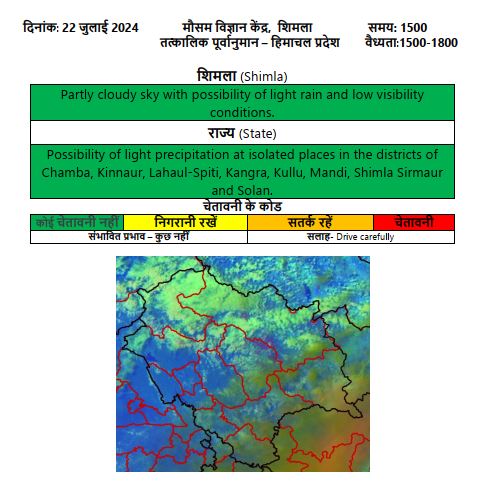 दिनांक: 22 जुलाई 2024 मौसम विज्ञान केंद्र, शिमला समय: 1500
तत्कालिक पूर्वानुमान – हिमाचल प्रदेश वैध्यता:1500-1800
शिमला (Shimla)
Partly cloudy sky with possibility of light rain and low visibility
conditions.
राज्य (State)
Possibility of light precipitation at isolated places in the districts of
Chamba, Kinnaur, Lahaul-Spiti, Kangra, Kullu, Mandi, Shimla Sirmaur
and Solan.
चेतावनी के कोड
कोई चेतावनी नहीं निगरानी रखें सतर्क रहें चेतावनी
संभावित प्रभाव – कुछ नहीं सलाह- Drive carefully